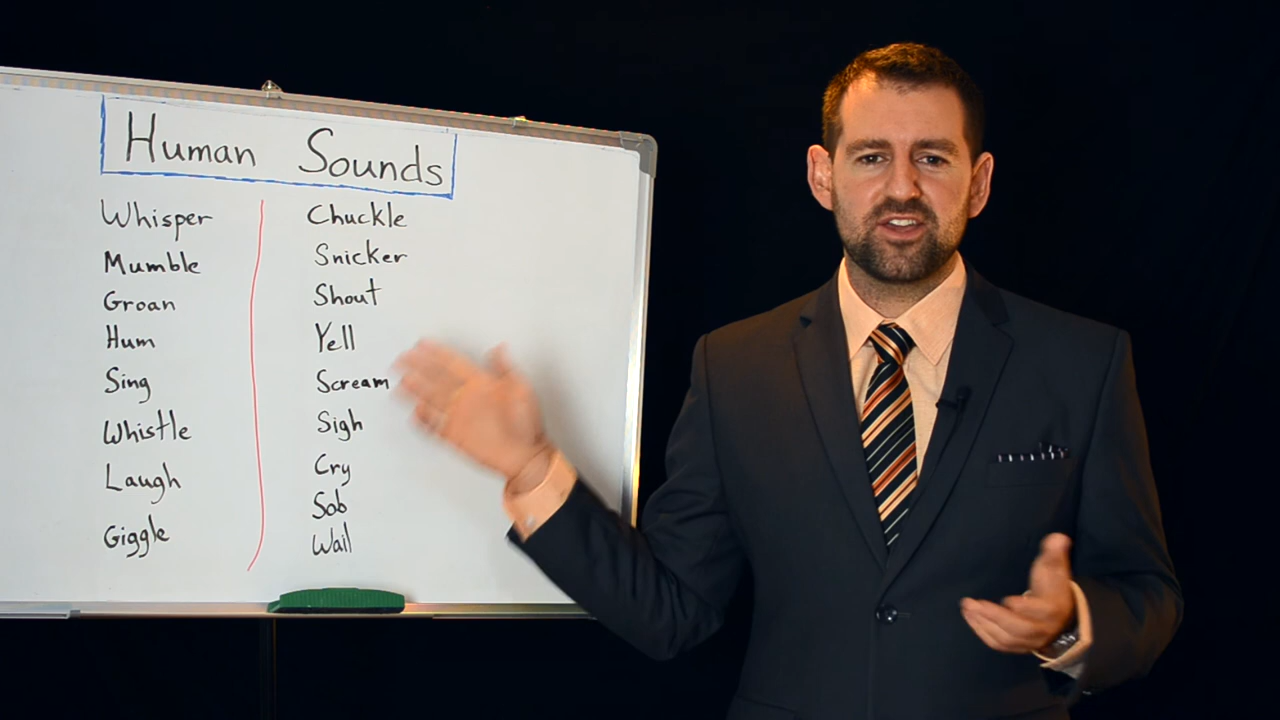 Human Sounds
Whisper
Mumble
Groan
Hum
Sing
Whistle
Laugh
Giggle
Chuckle
Snicker
Shout
Yell
Scream
Sigh
Cry
Sob
Wail